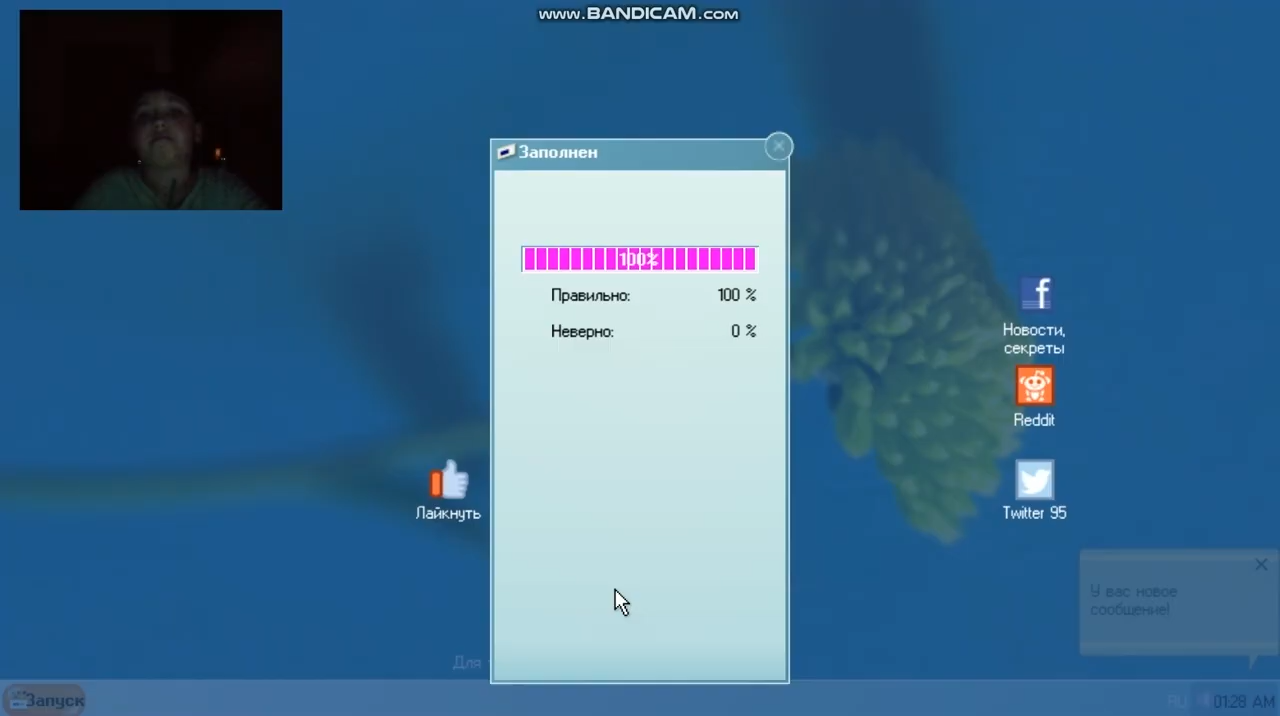 www.BANDICAM.com
Заполнен
100%
Правильно: 100 %
Неверно: 0 %
Новости,
секреты
Reddit
Лайкнуть
Twitter 95
У вас новое
сообщение!
Для
Запуск
RU 01:28 AM